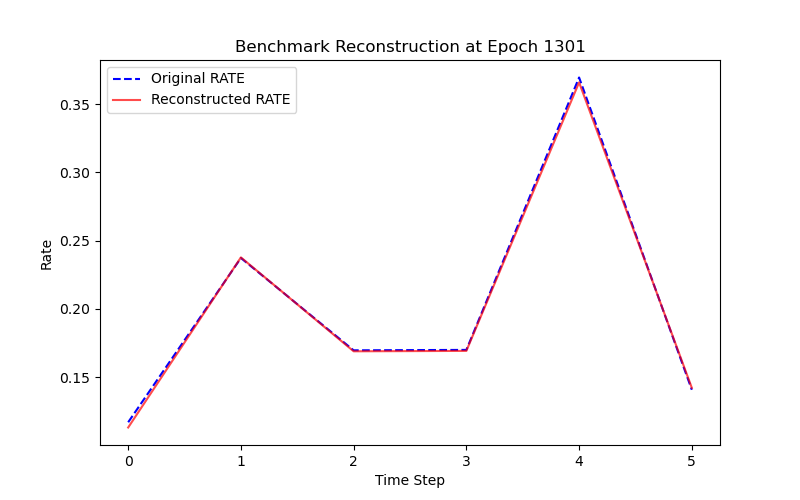 Benchmark Reconstruction at Epoch 1301
Original RATE
Reconstructed RATE
0.35
0.30
0.25
0.20
0.15
Rate
0 1 2 3 4 5
Time Step